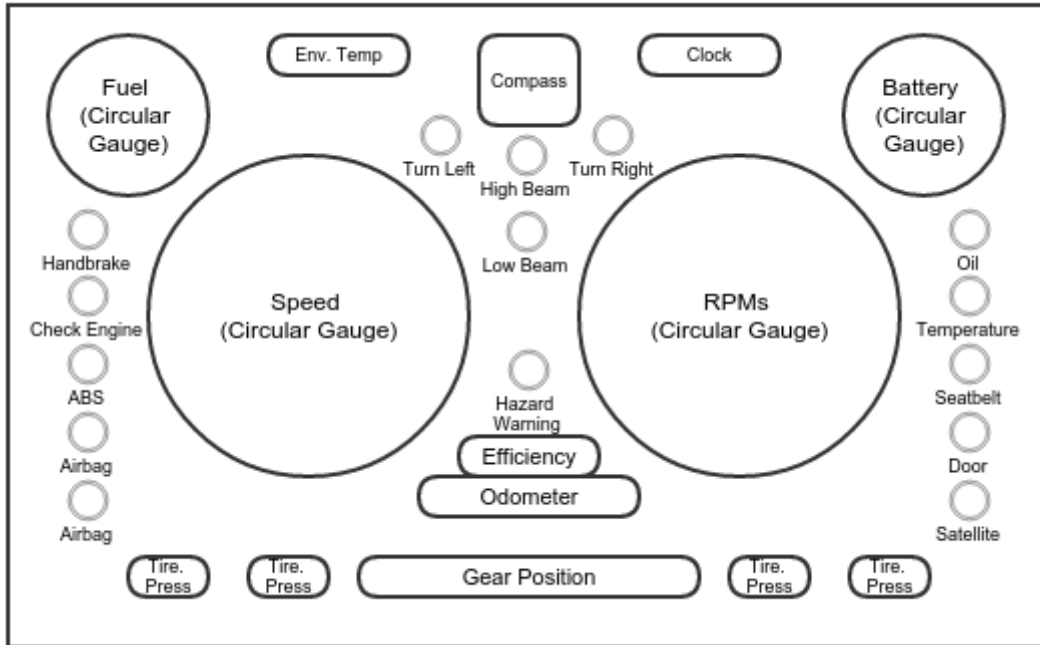 Env. Temp
Clock
Compass
Fuel
(Circular
Gauge)
Battery
(Circular
Gauge)
Turn Left
High Beam
Turn Right
Handbrake
Low Beam
Oil
Speed
(Circular Gauge)
RPMs
(Circular Gauge)
Check Engine
Temperature
ABS
Seatbelt
Hazard
Warning
Airbag
Efficiency
Door
Odometer
Airbag
Satellite
Tire.
Press
Tire.
Press
Gear Position
Tire.
Press
Tire.
Press